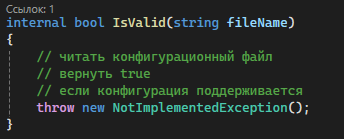 Ссылок: 1
internal bool IsValid(string fileName)
{
// читать конфигурационный файл
// вернуть true
// если конфигурация поддерживается
throw new NotImplementedException();
}